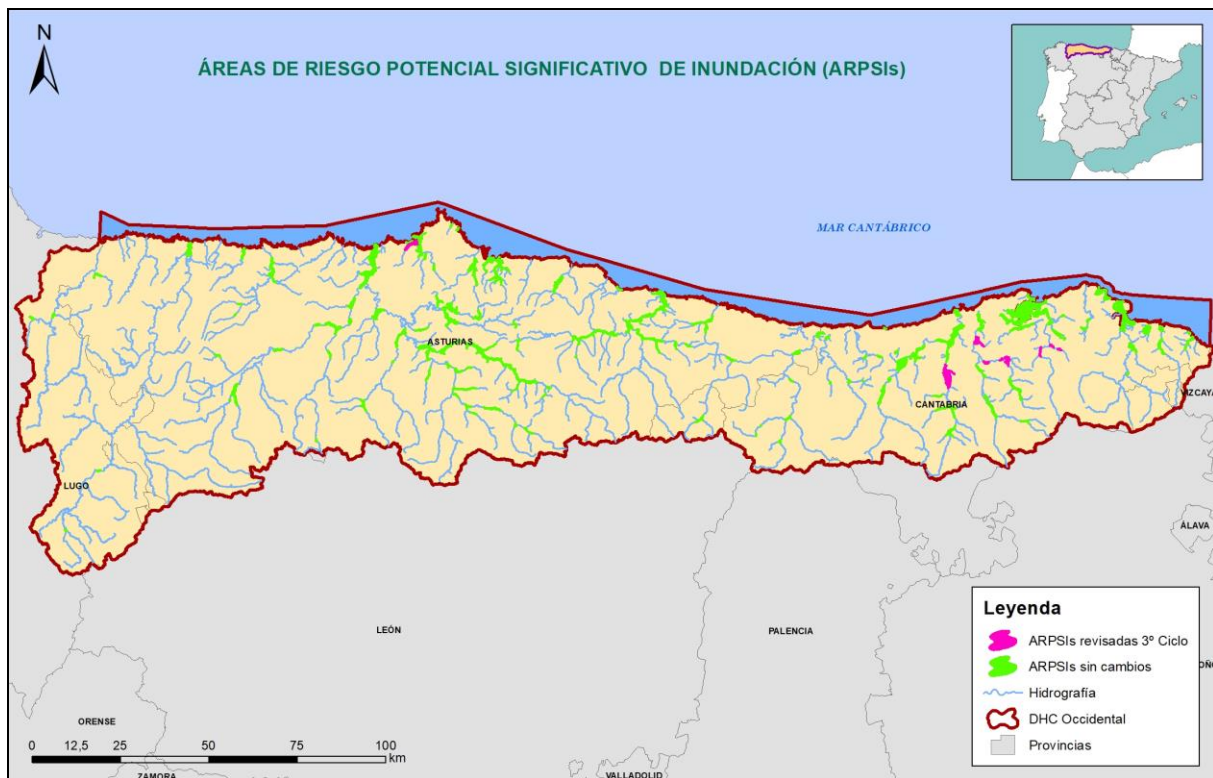 N
ÁREAS DE RIESGO POTENCIAL SIGNIFICATIVO DE INUNDACIÓN (ARPSIs)
MAR CANTÁBRICO
ASTURIAS
CANTABRIA
VIZCAYA
LUGO
ÁLAVA
LEÓN
PALENCIA
ORENSE
ZAMORA
VALLADOLID
Leyenda
ARPSIs revisadas 3º Ciclo
ARPSIs sin cambios
Hidrografía
DHC Occidental
Provincias
0 12,5 25 50 75 100
km